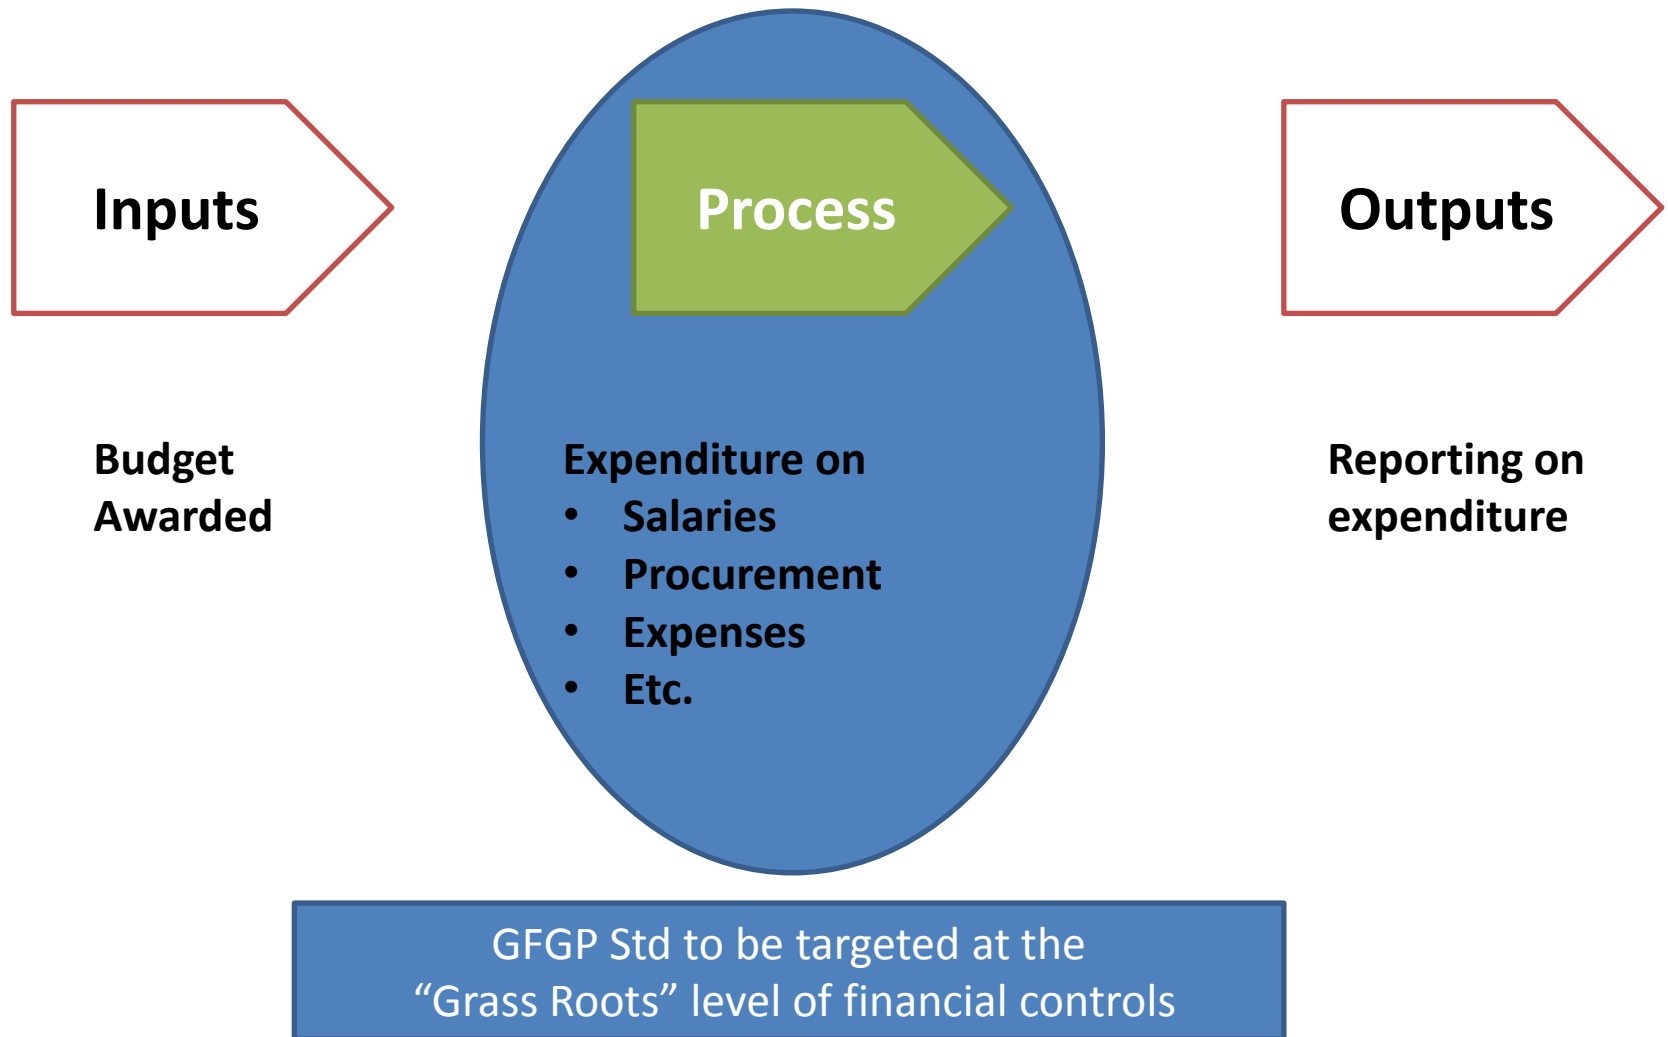 Inputs
Process
Outputs
Budget
Awarded
Expenditure on
• Salaries
• Procurement
• Expenses
• Etc.
Reporting on
expenditure
GFGP Std to be targeted at the
“Grass Roots” level of financial controls